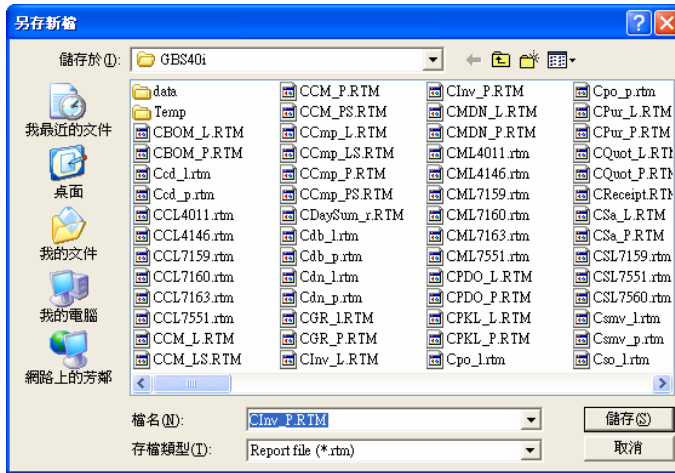 另存新檔
儲存於(I):
GBS40i
我最近的文件
桌面
我的文件
我的電腦
網路上的芳鄰
data
Temp
CBOM_L.RTM
CBOM_P.RTM
Ccd_l.rtm
Ccd_p.rtm
CCL4011.rtm
CCL4146.rtm
CCL7159.rtm
CCL7160.rtm
CCL7163.rtm
CCL7551.rtm
CCM_L.RTM
CCM_LS.RTM
CCM_P.RTM
CCM_PS.RTM
CCmp_L.RTM
CCmp_LS.RTM
CCmp_P.RTM
CCmp_PS.RTM
CDaySum_r.RTM
Cdb_l.rtm
Cdb_p.rtm
Cdn_l.rtm
Cdn_p.rtm
CGR_l.RTM
CGR_P.RTM
CInv_L.RTM
CInv_P.RTM
CMDN_L.RTM
CMDN_P.RTM
CML4011.rtm
CML4146.rtm
CML7159.rtm
CML7160.rtm
CML7163.rtm
CML7551.rtm
CPDO_L.RTM
CPDO_P.RTM
CPKL_L.RTM
CPKL_P.RTM
Cpo_l.rtm
Cpo_p.rtm
CPur_L.RTM
CPur_P.RTM
CQuot_L.RTM
CQuot_P.RTM
CReceipt.RTM
CSa_L.RTM
CSa_P.RTM
CSL7159.rtm
CSL7551.rtm
CSL7560.rtm
Csmv_l.rtm
Csmv_p.rtm
Cso_l.rtm
檔名(N):
CInv_P.RTM
儲存(S)
存檔類型(T):
Report file (*.rtm)
取消